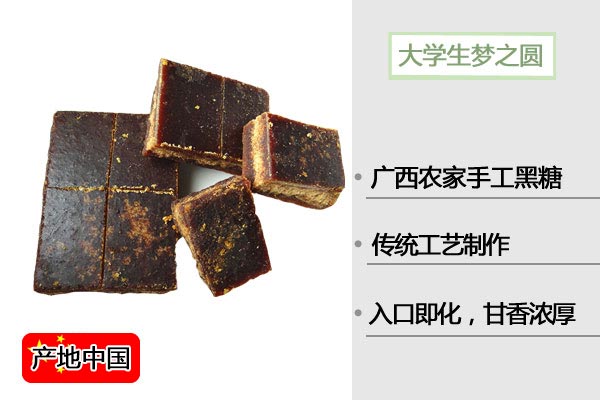 大学生梦之圆
广西农家手工黑糖
传统工艺制作
入口即化，甘香浓厚
产地中国